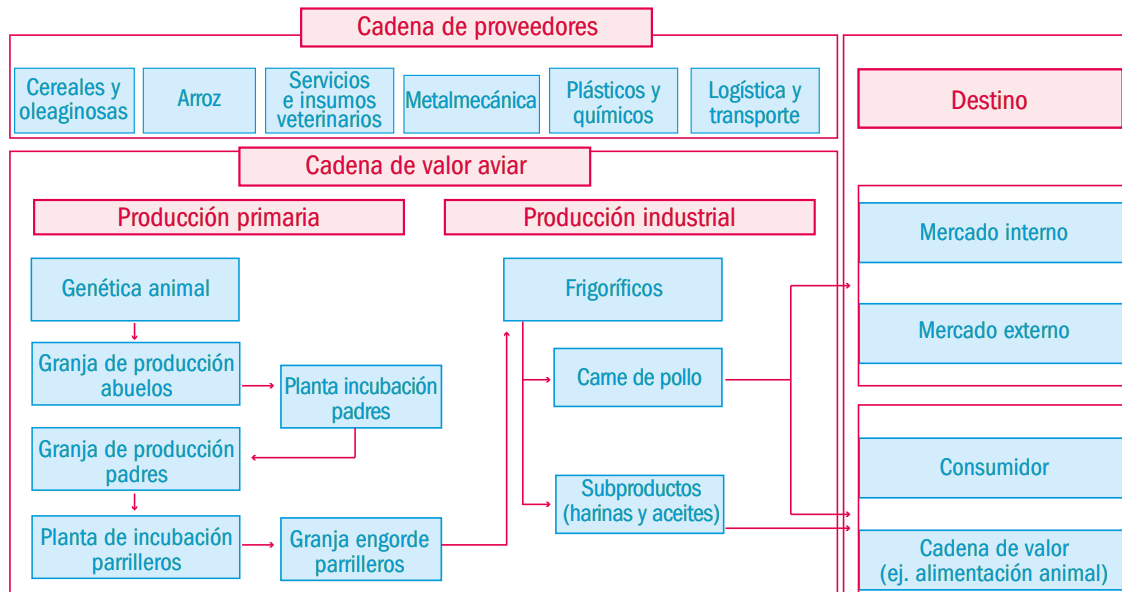 Cadena de proveedores
Cereales y
oleaginosas
Arroz
Servicios
e insumos
veterinarios
Metalmecánica
Plásticos y
químicos
Logística y
transporte
Destino
Cadena de valor aviar
Producción primaria
Producción industrial
Genética animal
Granja de producción
abuelos
Planta incubación
padres
Granja de producción
padres
Planta de incubación
parrilleros
Granja engorde
parrilleros
Frigoríficos
Carne de pollo
Subproductos
(harinas y aceites)
Mercado interno
Mercado externo
Consumidor
Cadena de valor
(ej. alimentación animal)